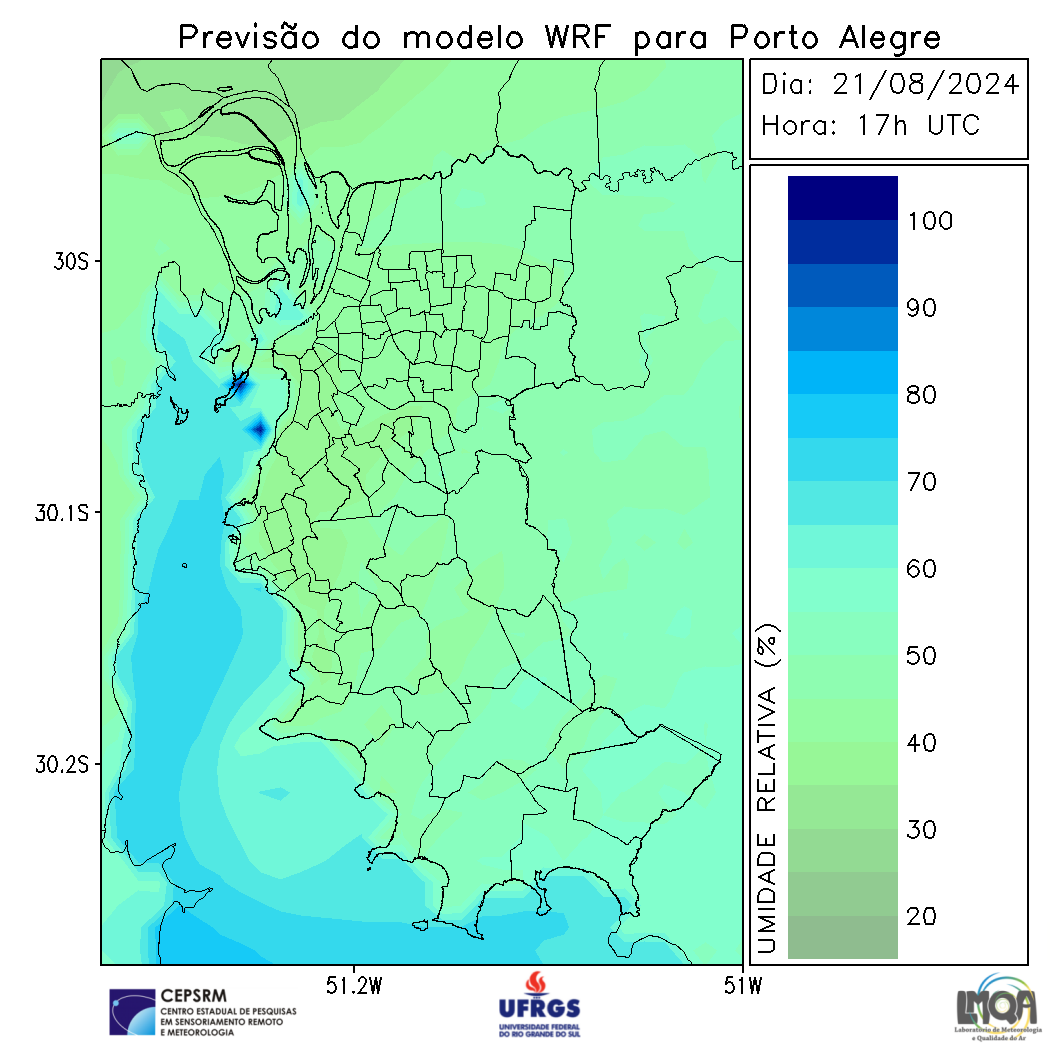 Previsão do modelo WRF para Porto Alegre
Dia: 21/08/2024
Hora: 17h UTC
30S
30.1S
30.2S
51.2W
51W
100
90
80
70
60
50
40
30
20
UMIDADE RELATIVA (%)
CEPSRM
CENTRO ESTADUAL DE PESQUISAS
EM SENSORIAMENTO REMOTO
E METEOROLOGIA
UFRGS
UNIVERSIDADE FEDERAL
DO RIO GRANDE DO SUL
LMQA
Laboratório de Meteorologia
e Qualidade do Ar